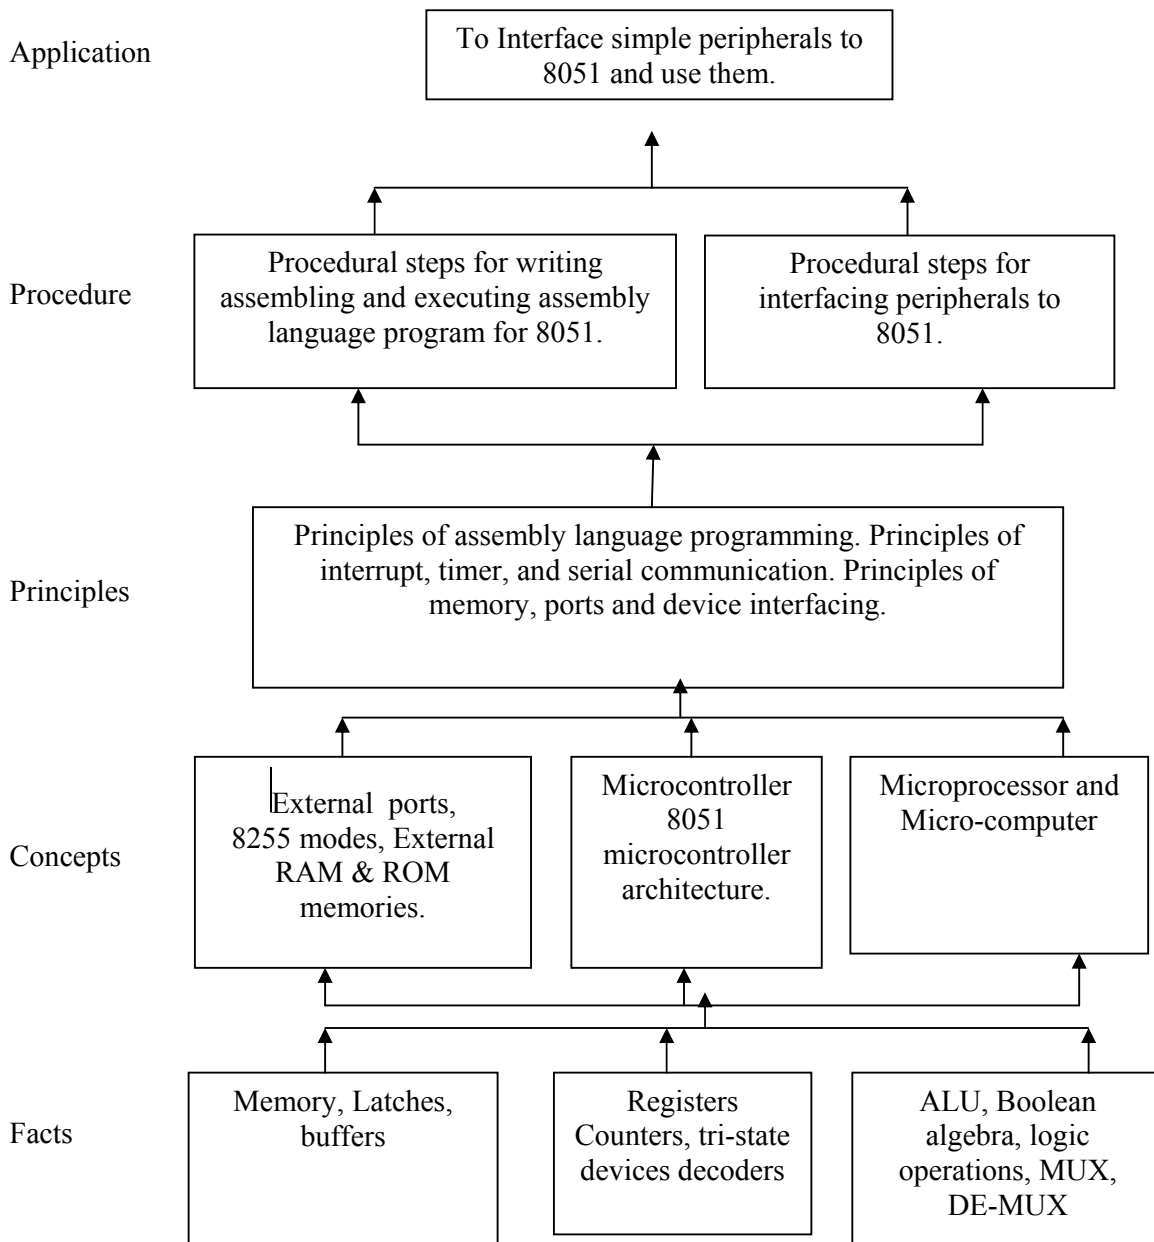 Application
To Interface simple peripherals to
8051 and use them.
Procedure
Procedural steps for writing
assembling and executing assembly
language program for 8051.
Procedural steps for
interfacing peripherals to
8051.
Principles
Principles of assembly language programming. Principles of
interrupt, timer, and serial communication. Principles of
memory, ports and device interfacing.
Concepts
External ports,
8255 modes, External
RAM & ROM
memories.
Microcontroller
8051
microcontroller
architecture.
Microprocessor and
Micro-computer
Facts
Memory, Latches,
buffers
Registers
Counters, tri-state
devices decoders
ALU, Boolean
algebra, logic
operations, MUX,
DE-MUX